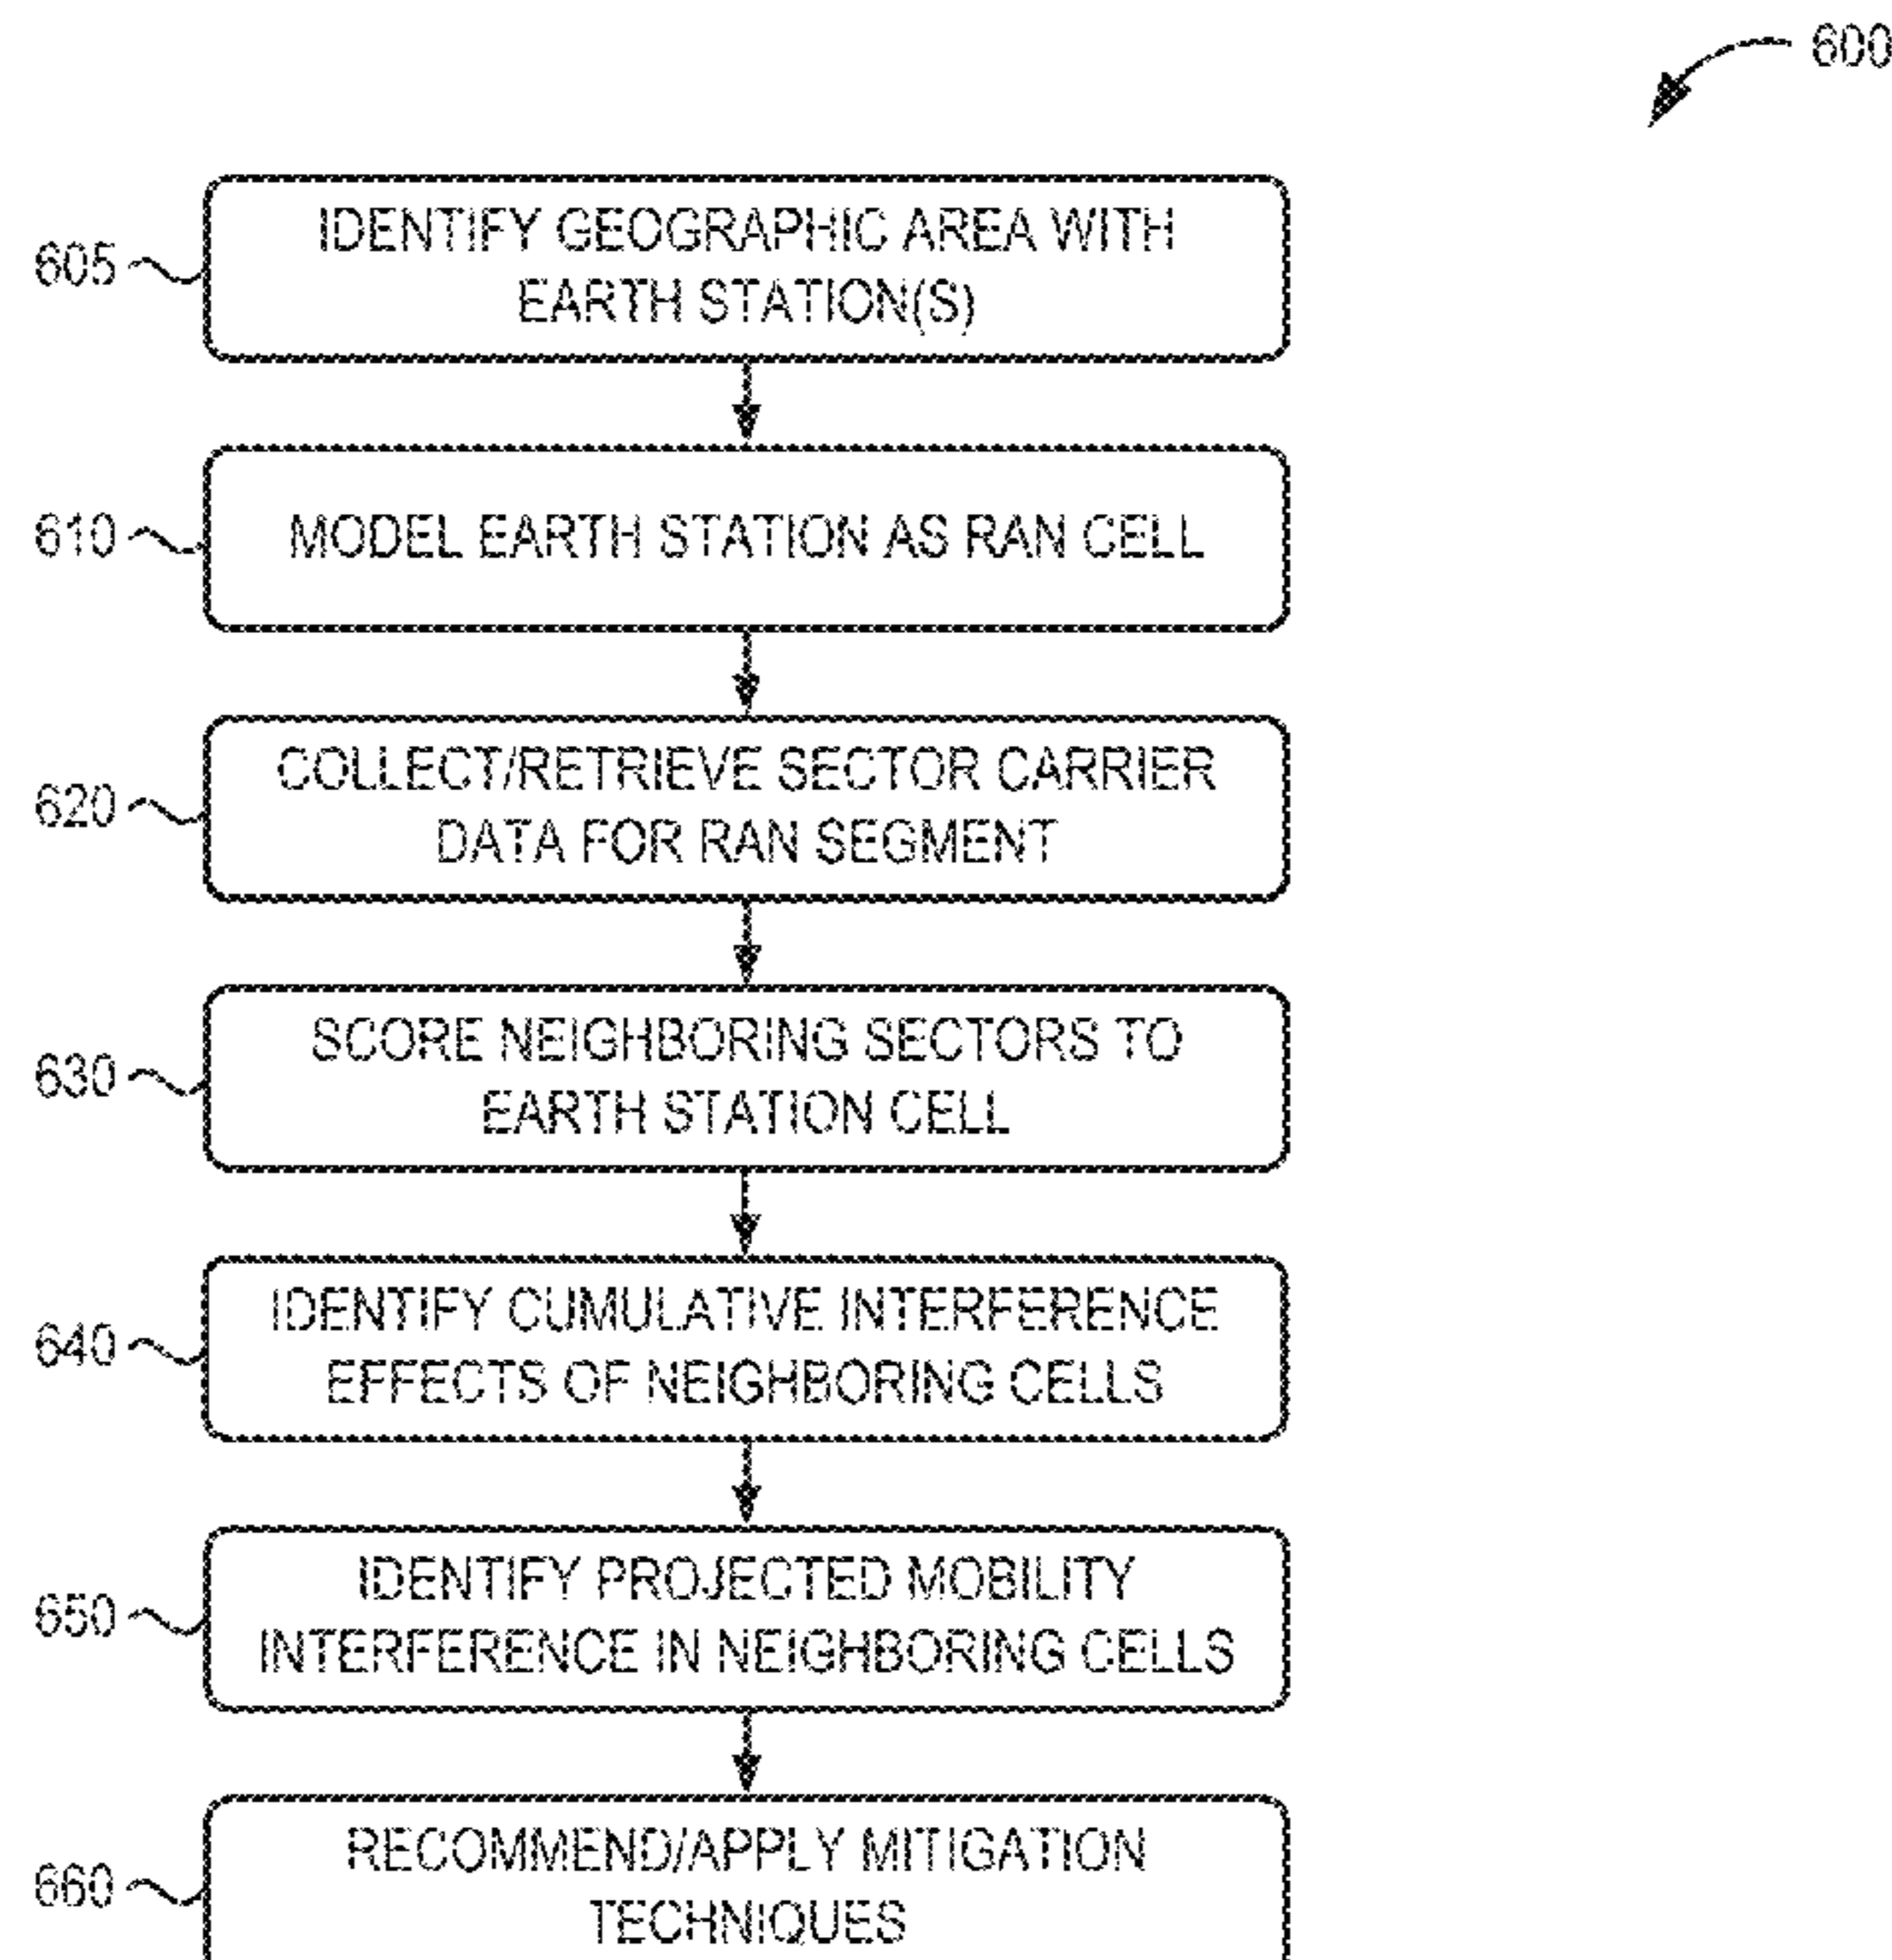 600
605
IDENTIFY GEOGRAPHIC AREA WITH
EARTH STATION(S)
610
MODEL EARTH STATION AS RAN CELL
620
COLLECT/RETRIEVE SECTOR CARRIER
DATA FOR RAN SEGMENT
630
SCORE NEIGHBORING SECTORS TO
EARTH STATION CELL
640
IDENTIFY CUMULATIVE INTERFERENCE
EFFECTS OF NEIGHBORING CELLS
650
IDENTIFY PROJECTED MOBILITY
INTERFERENCE IN NEIGHBORING CELLS
660
RECOMMEND/APPLY MITIGATION
TECHNIQUES